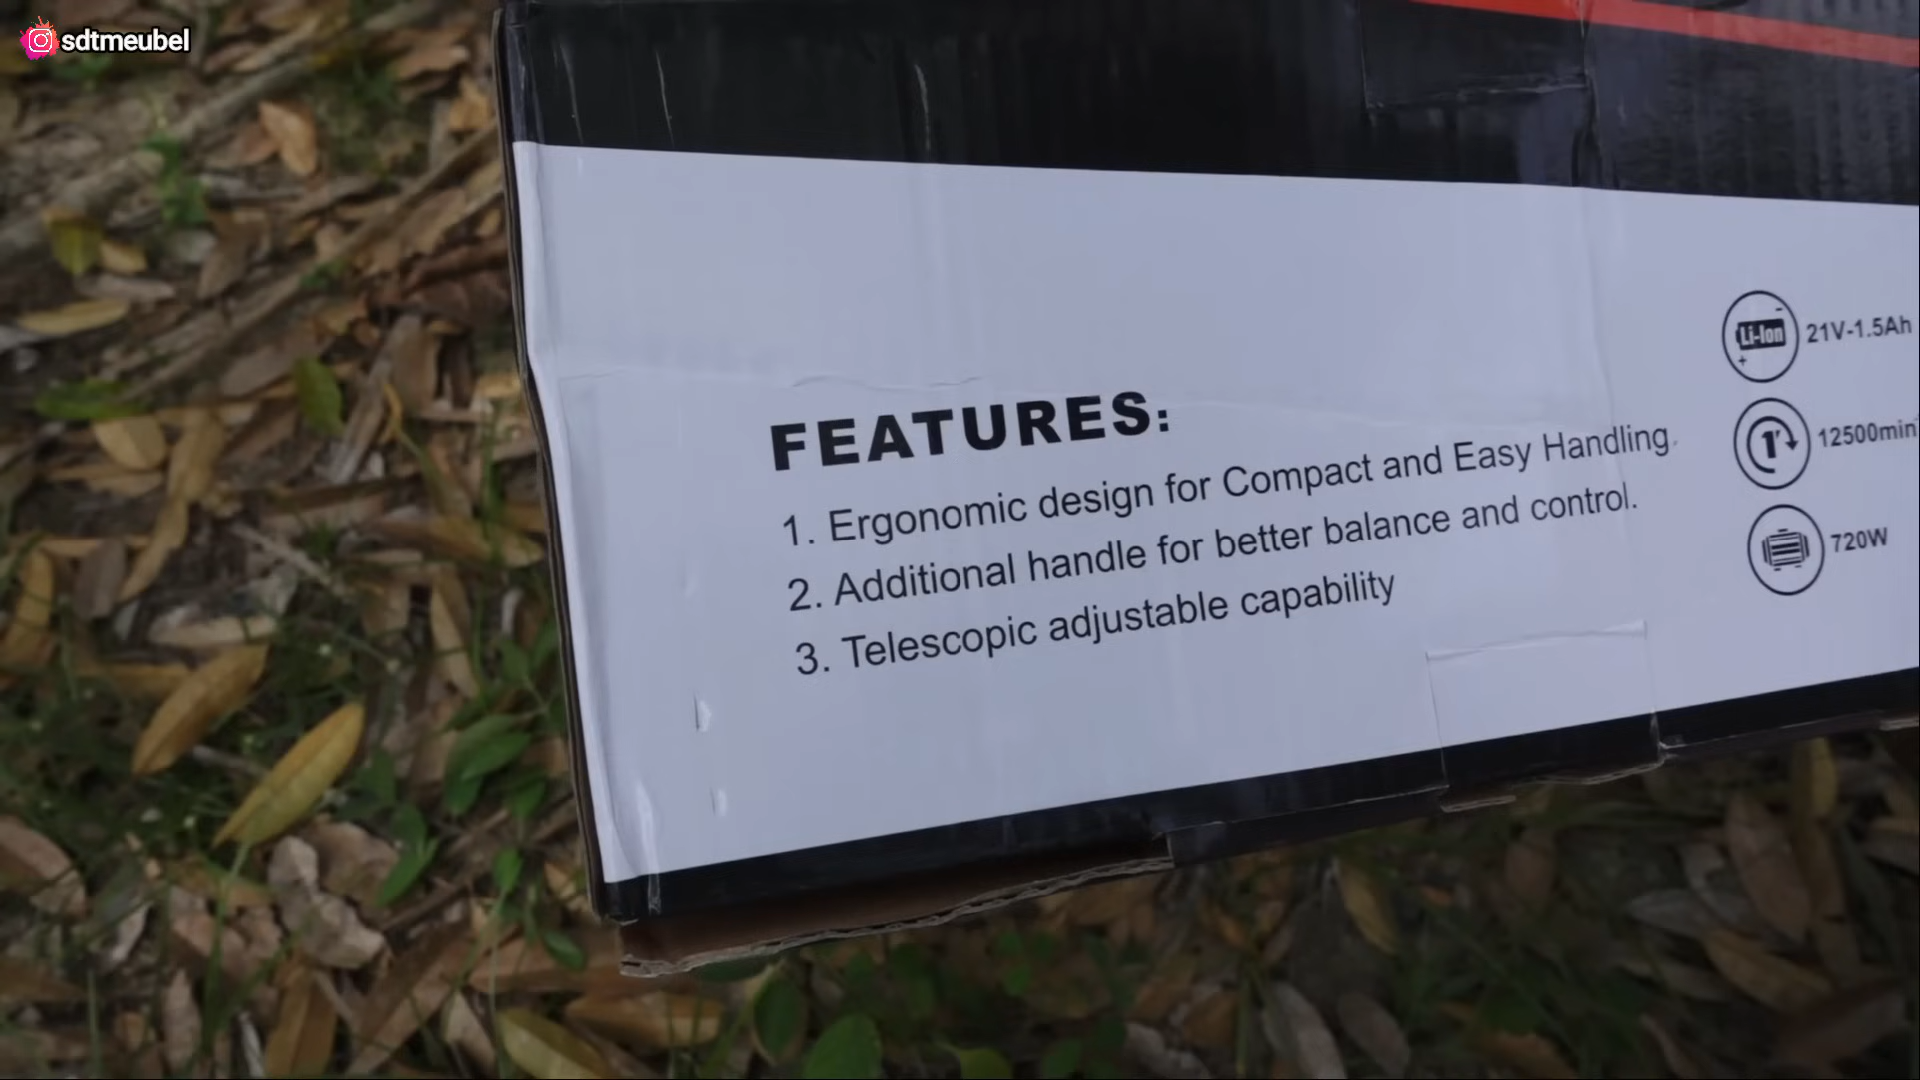 sdtmeubel
FEATURES:
1. Ergonomic design for Compact and Easy Handling.
2. Additional handle for better balance and control.
3. Telescopic adjustable capability
Li-Ion
21V-1.5Ah
1'
12500min
720W